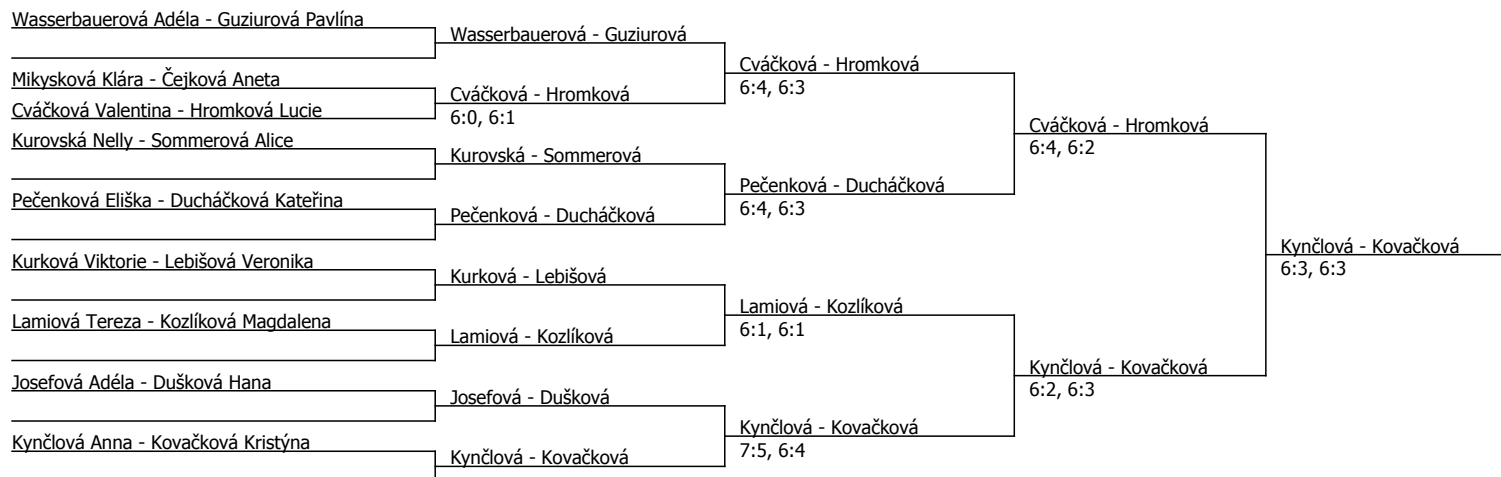 Wasserbauerová Adéla - Guziurová Pavlína
Wasserbauerová - Guziurová
Cváčková - Hromková
6:4, 6:3
Mikysková Klára - Čejková Aneta
Cváčková - Hromková
6:0, 6:1
Cváčková Valentina - Hromková Lucie
Cváčková - Hromková
6:4, 6:2
Kurovská Nelly - Sommerová Alice
Kurovská - Sommerová
Pečenková - Ducháčková
6:4, 6:3
Pečenková Eliška - Ducháčková Kateřina
Pečenková - Ducháčková
Kynčlová - Kovačková
6:3, 6:3
Kurková Viktorie - Lebišová Veronika
Kurková - Lebišová
Lamiová - Kozlíková
6:1, 6:1
Lamiová Tereza - Kozlíková Magdalena
Lamiová - Kozlíková
Kynčlová - Kovačková
6:2, 6:3
Josefová Adéla - Dušková Hana
Josefová - Dušková
Kynčlová - Kovačková
7:5, 6:4
Kynčlová Anna - Kovačková Kristýna
Kynčlová - Kovačková